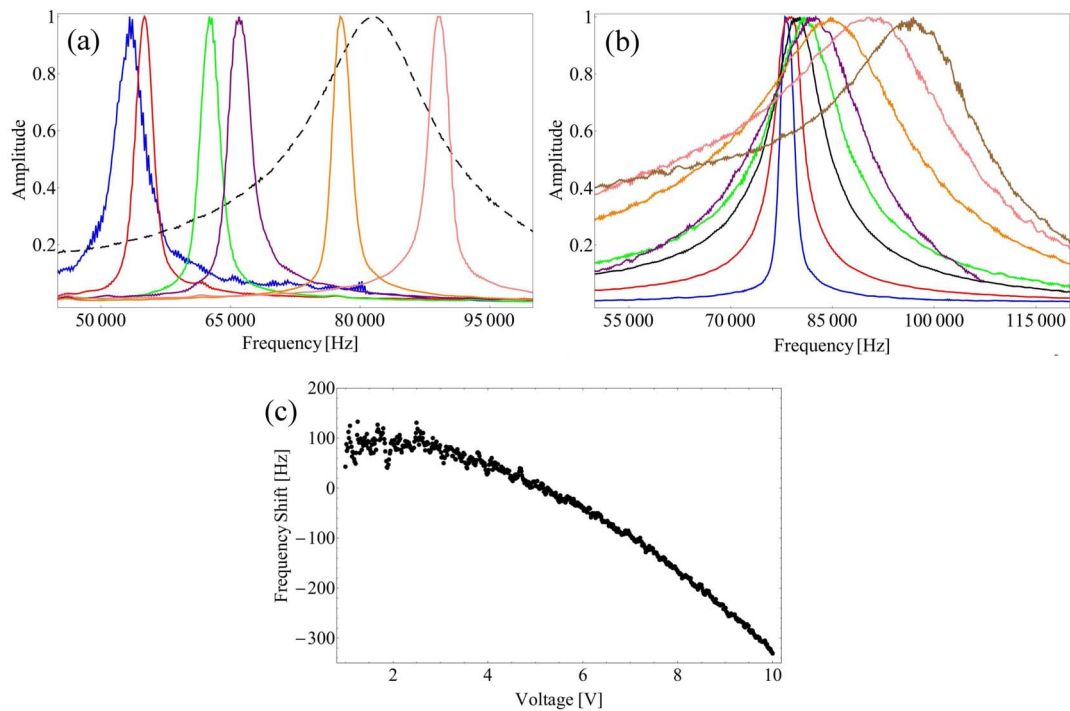 (a)
Amplitude
1
0.8
0.6
0.4
0.2
50 000 65 000 80 000 95 000
Frequency [Hz]
(b)
Amplitude
1
0.8
0.6
0.4
0.2
55 000 70 000 85 000 100 000 115 000
Frequency [Hz]
(c)
Frequency Shift [Hz]
200
100
0
−100
−200
−300
2 4 6 8 10
Voltage [V]